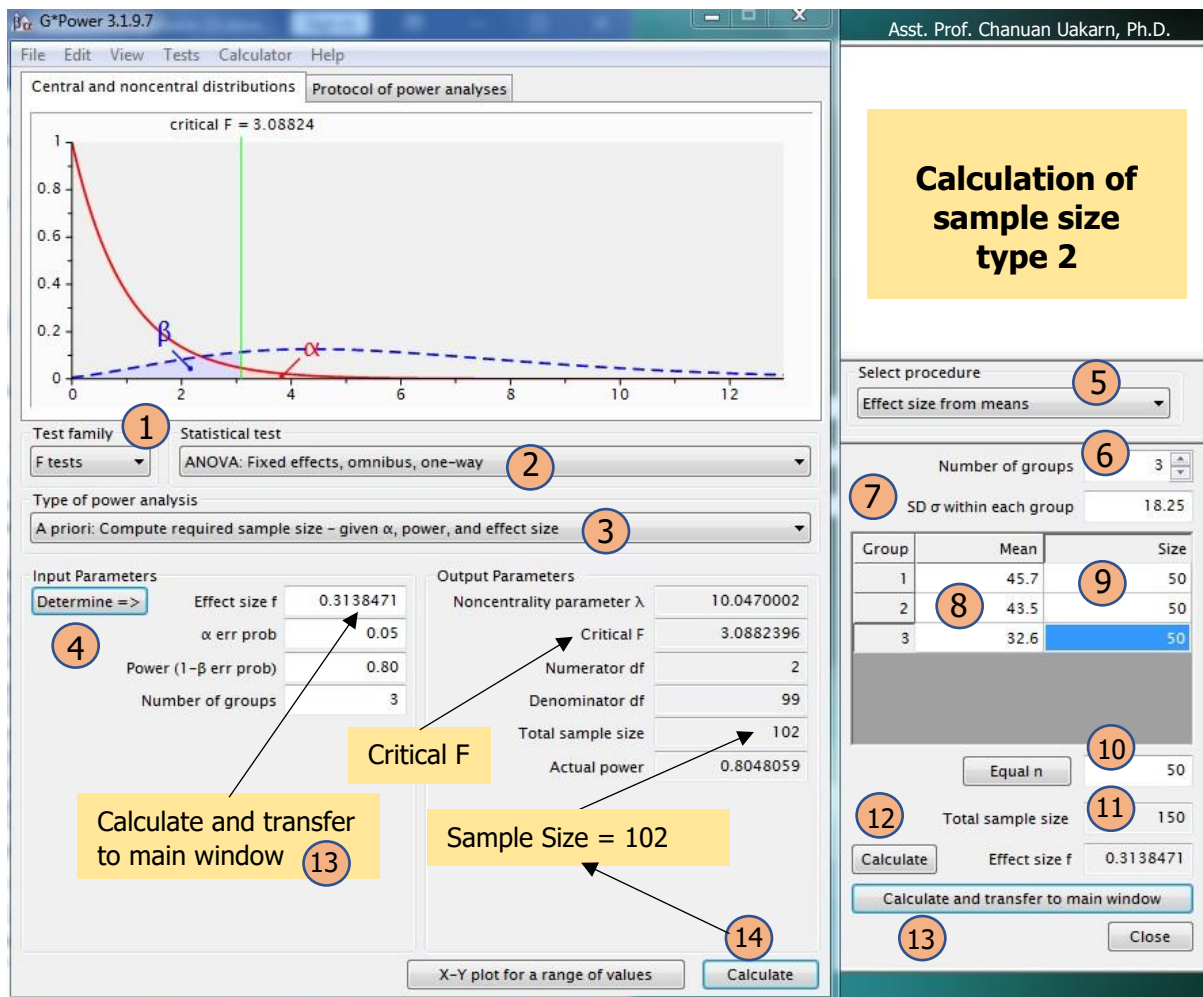 βα G*Power 3.1.9.7
File Edit View Tests Calculator Help
Central and noncentral distributions Protocol of power analyses
critical F = 3.08824
1
0.8
0.6
0.4
0.2
0
β
α
0 2 4 6 8 10 12
Test family 1 Statistical test
F tests ANOVA: Fixed effects, omnibus, one-way 2
Type of power analysis
A priori: Compute required sample size – given α, power, and effect size 3
Input Parameters
Determine => Effect size f 0.3138471
4 α err prob 0.05
Power (1-β err prob) 0.80
Number of groups 3
Output Parameters
Noncentrality parameter λ 10.0470002
Critical F 3.0882396
Numerator df 2
Denominator df 99
Total sample size 102
Actual power 0.8048059
Critical F
Calculate and transfer
to main window 13
Sample Size = 102
14
X-Y plot for a range of values Calculate
Asst. Prof. Chanuan Uakarn, Ph.D.
Calculation of
sample size
type 2
Select procedure
Effect size from means 5
Number of groups 6 3
7 SD σ within each group 18.25
Group Mean Size
1 45.7 50
2 43.5 50
3 32.6 50
8 9
10
Equal n 50
12 Total sample size 11 150
Calculate Effect size f 0.3138471
Calculate and transfer to main window
13 Close